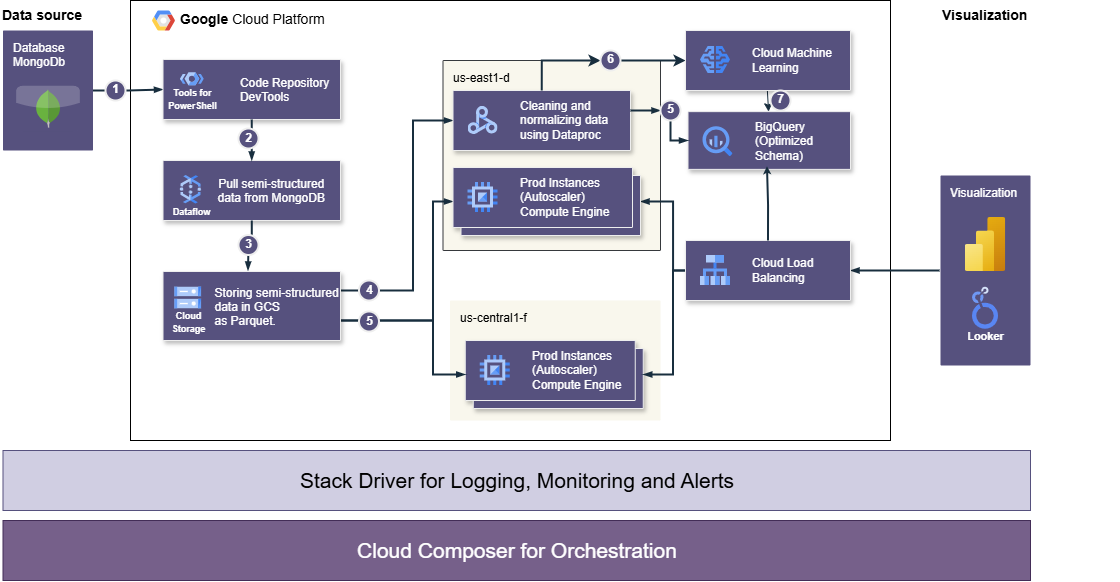 Data source
Google Cloud Platform
Visualization
Database
MongoDb
1
Tools for
PowerShell
Code Repository
DevTools
2
Dataflow
Pull semi-structured
data from MongoDB
3
Cloud
Storage
Storing semi-structured
data in GCS
as Parquet.
4
5
us-east1-d
Cleaning and
normalizing data
using Dataproc
Prod Instances
(Autoscaler)
Compute Engine
us-central1-f
Prod Instances
(Autoscaler)
Compute Engine
6
5
Cloud Machine
Learning
7
BigQuery
(Optimized
Schema)
Cloud Load
Balancing
Visualization
Looker
Stack Driver for Logging, Monitoring and Alerts
Cloud Composer for Orchestration